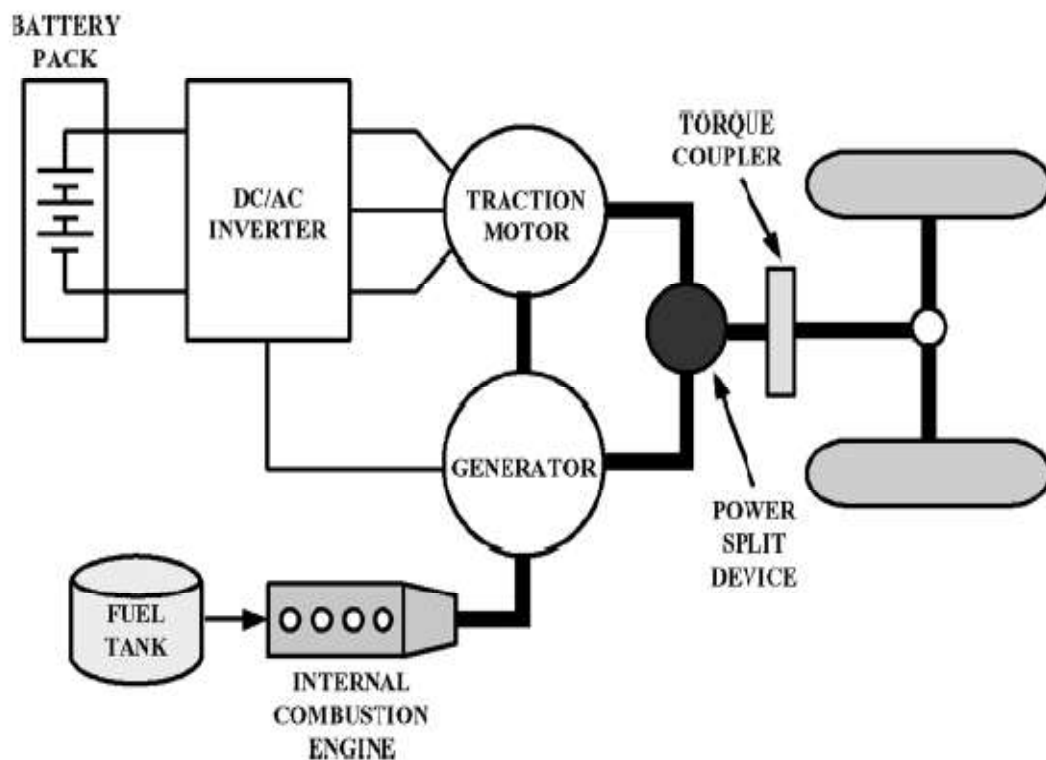 BATTERY
PACK
DC/AC
INVERTER
TRACTION
MOTOR
TORQUE
COUPLER
GENERATOR
POWER
SPLIT
DEVICE
FUEL
TANK
INTERNAL
COMBUSTION
ENGINE